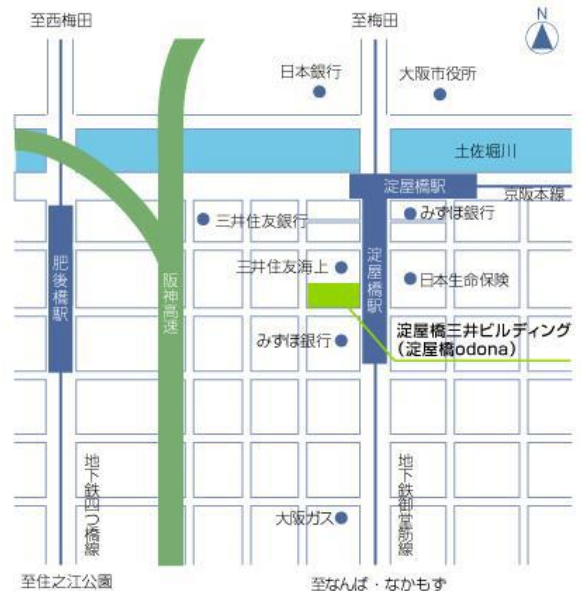 至西梅田
至梅田
N
日本銀行
大阪市役所
土佐堀川
淀屋橋駅
京阪本線
三井住友銀行
みずほ銀行
肥後橋駅
阪神高速
三井住友海上
淀屋橋駅
日本生命保険
淀屋橋三井ビルディング
（淀屋橋odona）
みずほ銀行
地下鉄四つ橋線
地下鉄御堂筋線
大阪ガス
至住之江公園
至なんば・なかもず